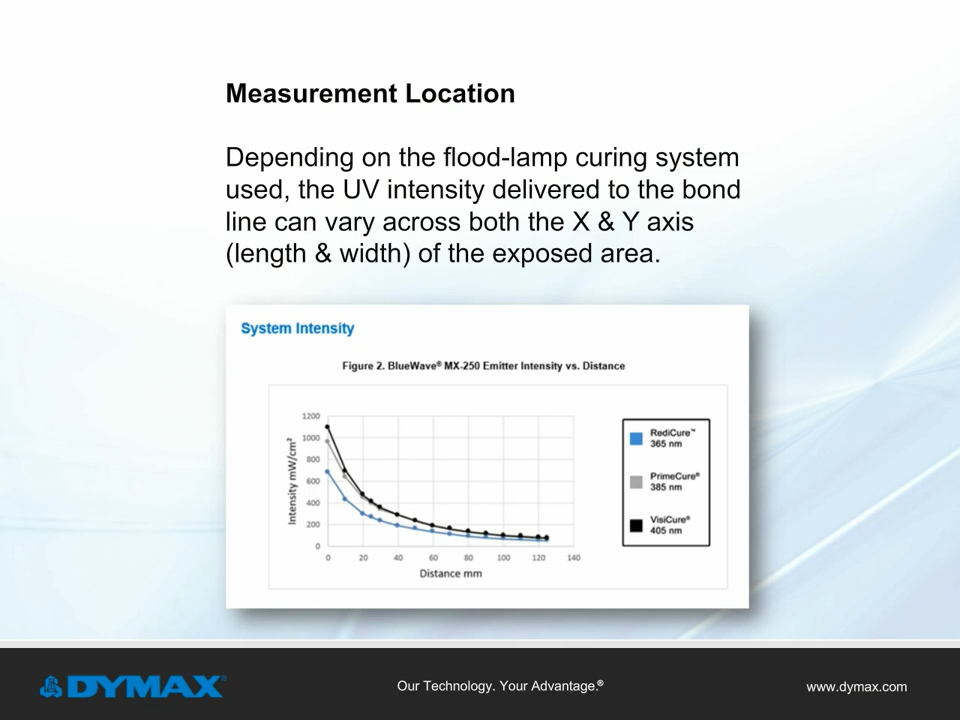 Measurement Location
Depending on the flood-lamp curing system
used, the UV intensity delivered to the bond
line can vary across both the X & Y axis
(length & width) of the exposed area.
System Intensity
Figure 2. BlueWave® MX-250 Emitter Intensity vs. Distance
Intensity mW/cm²
1200
1000
800
600
400
200
0
0 20 40 60 80 100 120 140
Distance mm
RediCure™
365 nm
PrimeCure®
385 nm
VisiCure®
405 nm
DYMAX®
Our Technology. Your Advantage.®
www.dymax.com